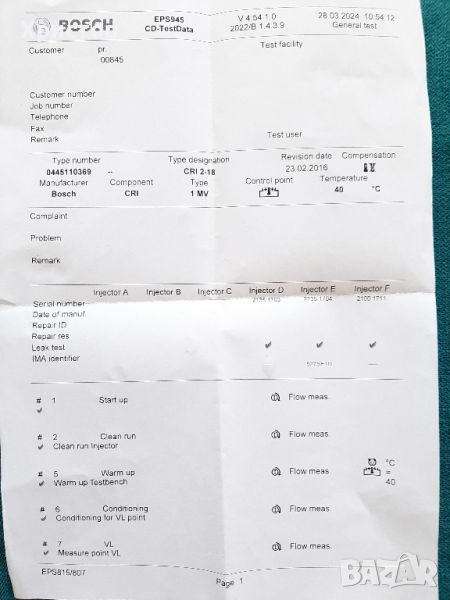 BOSCH
EPS945
CD-TestData
V 4.54.1.0
2022/B 1.4.3.9
28.03.2024 10:54:12
General test
Customer pr. Test facility
00845
Customer number
Job number
Telephone
Fax
Remark Test user
Type number Type designation Revision date Compensation
0445110369 -- CRI 2-18 23.02.2016
Manufacturer Component Type Control point Temperature
Bosch CRI 1 MV 40 °C
Complaint
Problem
Remark
Injector A Injector B Injector C Injector D Injector E Injector F
Serial number
Date of manuf.
Repair ID
Repair res
Leak test ✓ ✓ ✓
IMA identifier
# 1 Start up Flow meas.
✓
# 2 Clean run Flow meas.
✓ Clean run Injector
# 5 Warm up Flow meas. °C
✓ Warm up Testbench =
40
# 6 Conditioning Flow meas.
✓ Conditioning for VL point
# 7 VL Flow meas.
✓ Measure point VL
EPS815/807
Page 1
BAZAR